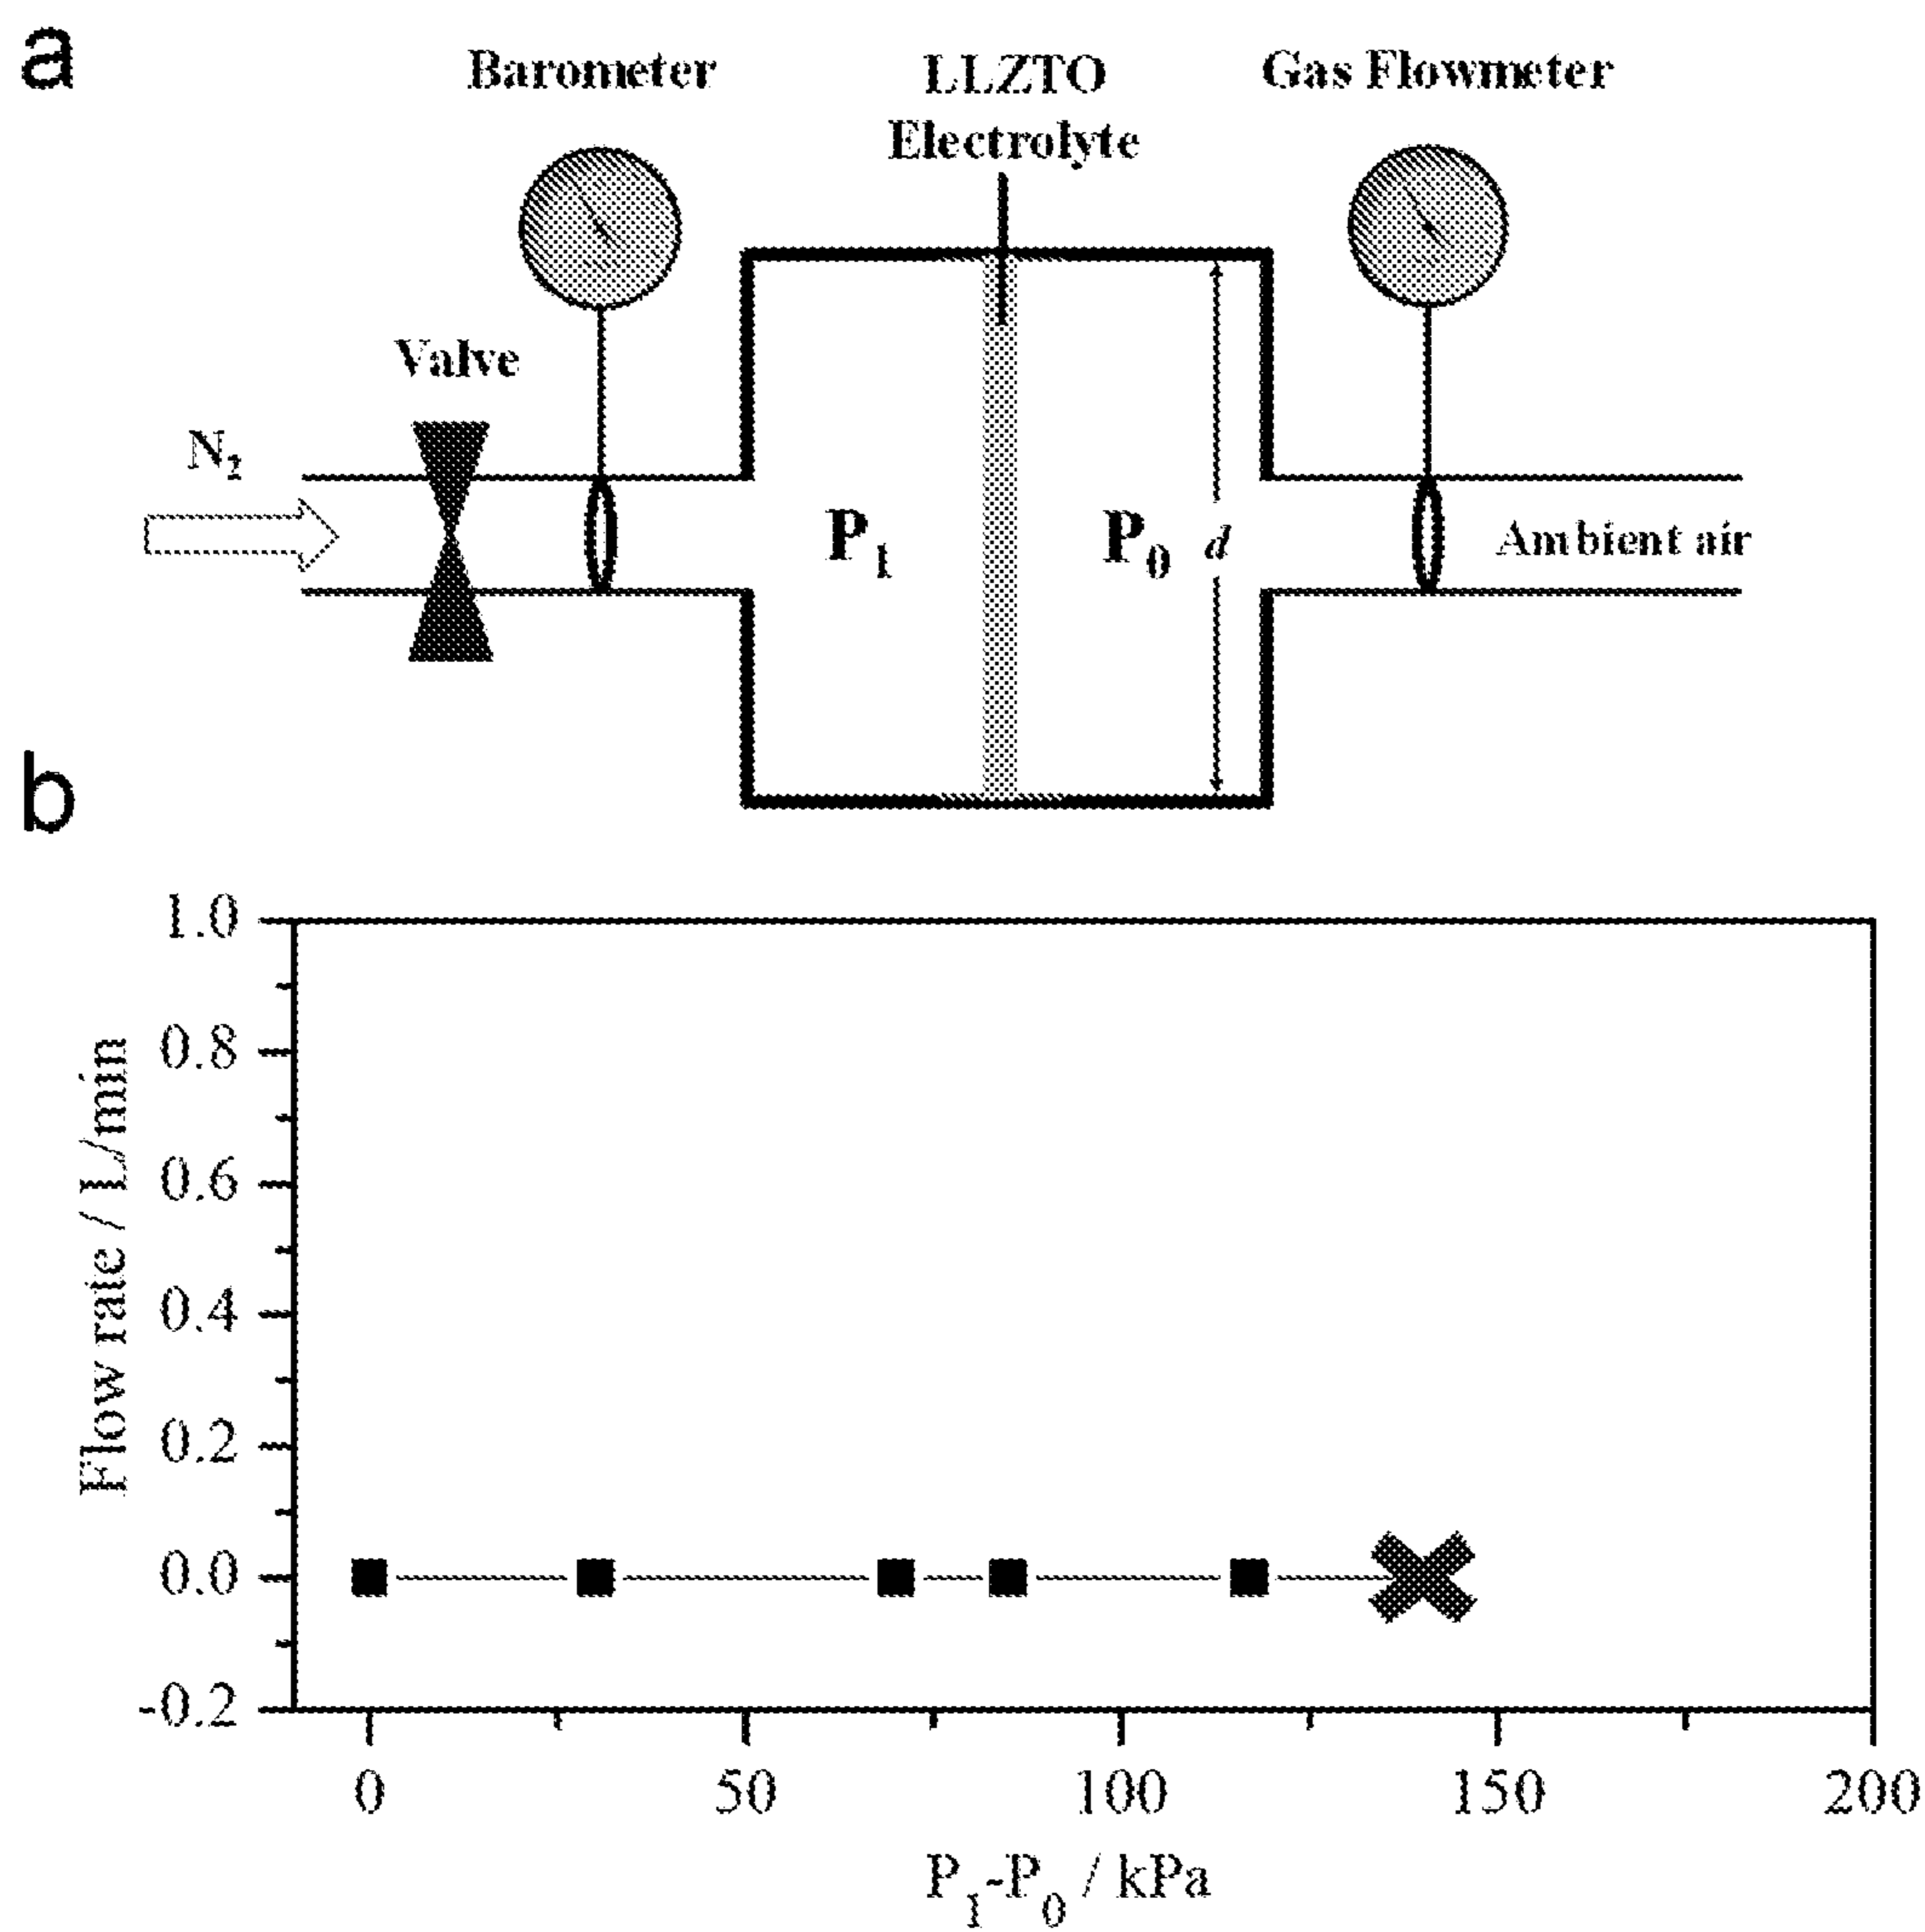 a
Barometer
LLZTO
Electrolyte
Gas Flowmeter
Valve
N₂
P₁
P₀
d
Ambient air
b
1.0
0.8
0.6
0.4
0.2
0.0
-0.2
Flow rate / L/min
0 50 100 150 200
P₁-P₀ / kPa